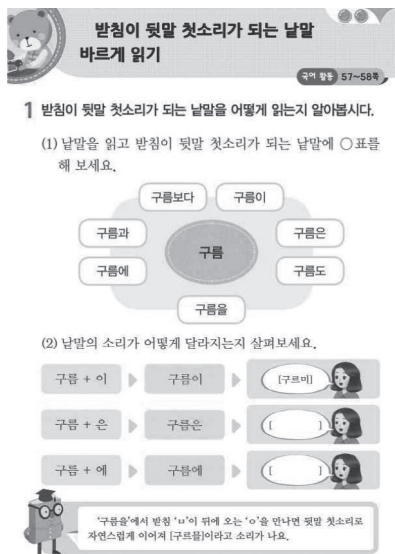 받침이 뒷말 첫소리가 되는 낱말
바르게 읽기
국어 활동 57~58쪽
1 받침이 뒷말 첫소리가 되는 낱말을 어떻게 읽는지 알아봅시다.
(1) 낱말을 읽고 받침이 뒷말 첫소리가 되는 낱말에 ○표를
해 보세요.
구름보다 구름이
구름과 구름은
구름
구름에 구름도
구름을
(2) 낱말의 소리가 어떻게 달라지는지 살펴보세요.
구름 + 이 구름이 [구르미]
구름 + 은 구름은 [ ]
구름 + 에 구름에 [ ]
‘구름을’에서 받침 ‘ㅁ’이 뒤에 오는 ‘ㅇ’을 만나면 뒷말 첫소리로
자연스럽게 이어져 [구르믈]이라고 소리가 나요.